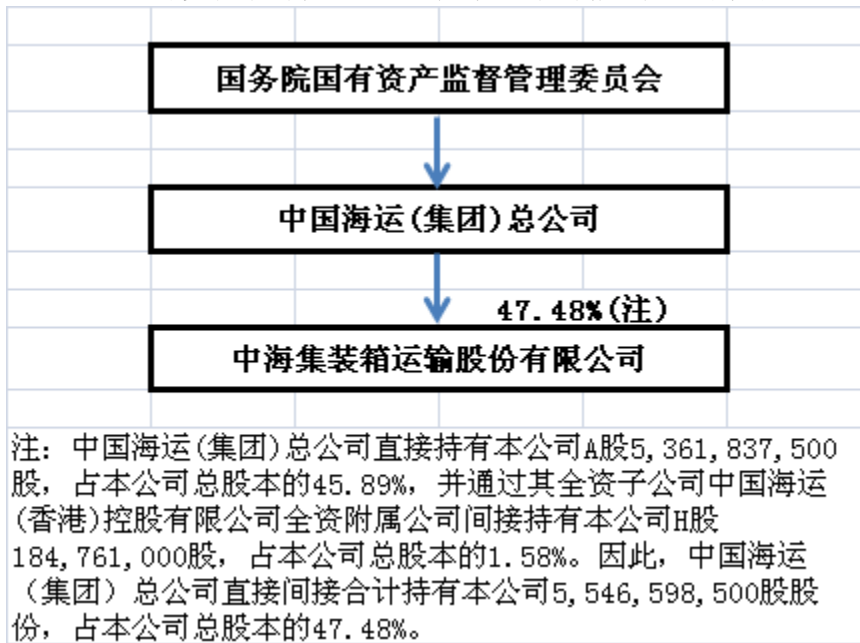 国务院国有资产监督管理委员会
中国海运(集团)总公司
47.48%(注)
中海集装箱运输股份有限公司
注: 中国海运(集团)总公司直接持有本公司A股5,361,837,500
股, 占本公司总股本的45.89%, 并通过其全资子公司中国海运
(香港)控股有限公司全资附属公司间接持有本公司H股
184,761,000股, 占本公司总股本的1.58%。因此, 中国海运
（集团）总公司直接间接合计持有本公司5,546,598,500股股
份, 占本公司总股本的47.48%。